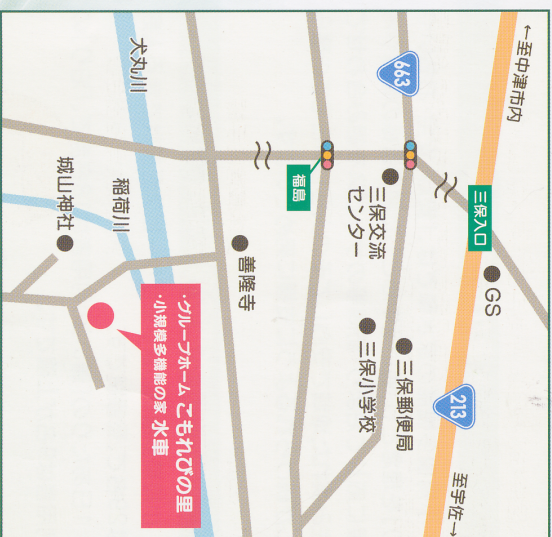 ←至中津市内
三保入口
GS
213
至宇佐→
663
三保交流
センター
三保郵便局
三保小学校
福島
善隆寺
犬丸川
稲荷川
城山神社
・グループホーム こもれびの里
・小規模多機能の家 水車